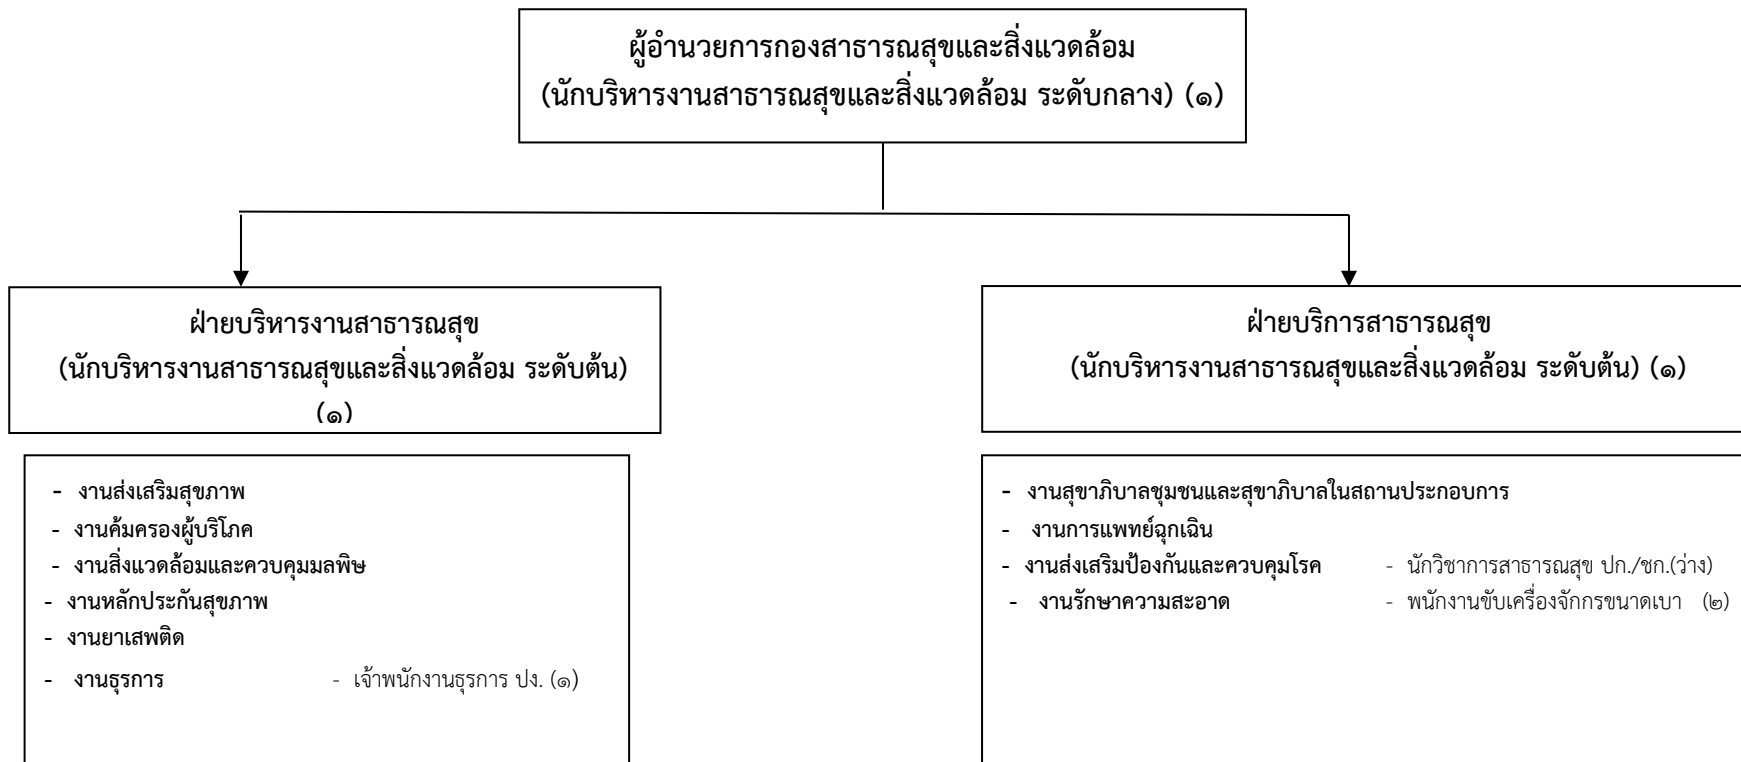 ผู้อำนวยการกองสาธารณสุขและสิ่งแวดล้อม
(นักบริหารงานสาธารณสุขและสิ่งแวดล้อม ระดับกลาง) (๑)
ฝ่ายบริหารงานสาธารณสุข
(นักบริหารงานสาธารณสุขและสิ่งแวดล้อม ระดับต้น)
(๑)
- งานส่งเสริมสุขภาพ
- งานค้มครองผู้บริโภค
- งานสิ่งแวดล้อมและควบคุมมลพิษ
- งานหลักประกันสุขภาพ
- งานยาเสพติด
- งานธุรการ - เจ้าพนักงานธุรการ ปง. (๑)
ฝ่ายบริการสาธารณสุข
(นักบริหารงานสาธารณสุขและสิ่งแวดล้อม ระดับต้น) (๑)
- งานสุขาภิบาลชุมชนและสุขาภิบาลในสถานประกอบการ
- งานการแพทย์ฉุกเฉิน
- งานส่งเสริมป้องกันและควบคุมโรค - นักวิชาการสาธารณสุข ปก./ชก.(ว่าง)
- งานรักษาความสะอาด - พนักงานขับเครื่องจักกรขนาดเบา (๒)